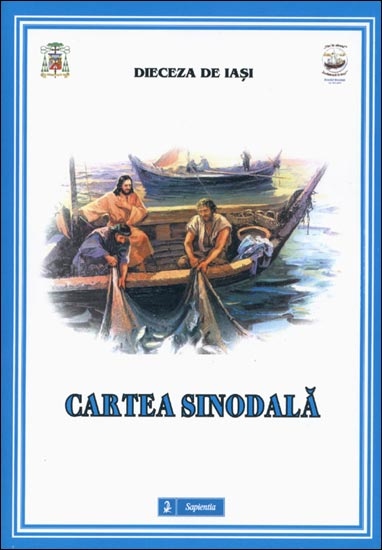 DIECEZA DE IAȘI
CARTEA SINODALĂ
Sapientia